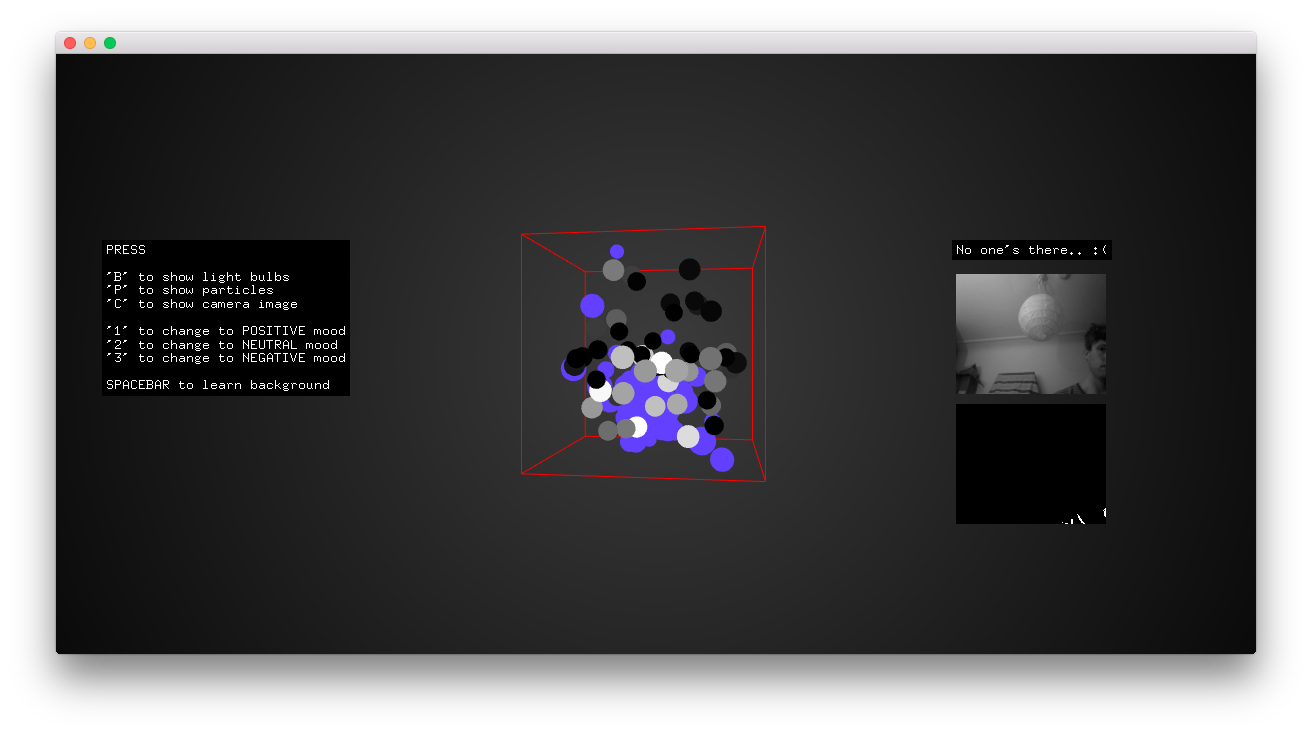 PRESS
"B" to show light bulbs
"P" to show particles
"C" to show camera image
"1" to change to POSITIVE mood
"2" to change to NEUTRAL mood
"3" to change to NEGATIVE mood
SPACEBAR to learn background
No one's there.. :(